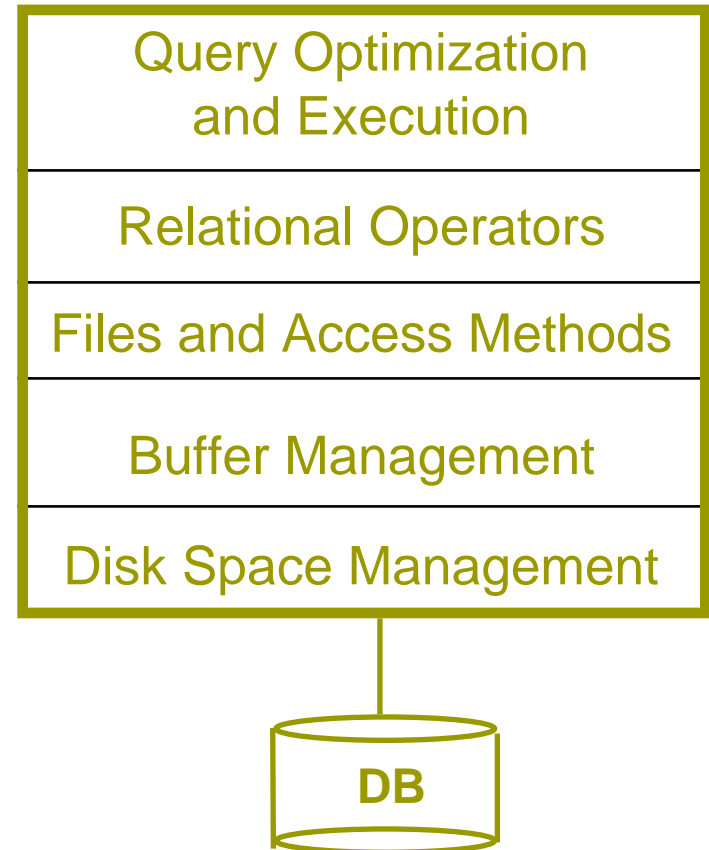 Query Optimization
and Execution
Relational Operators
Files and Access Methods
Buffer Management
Disk Space Management
DB